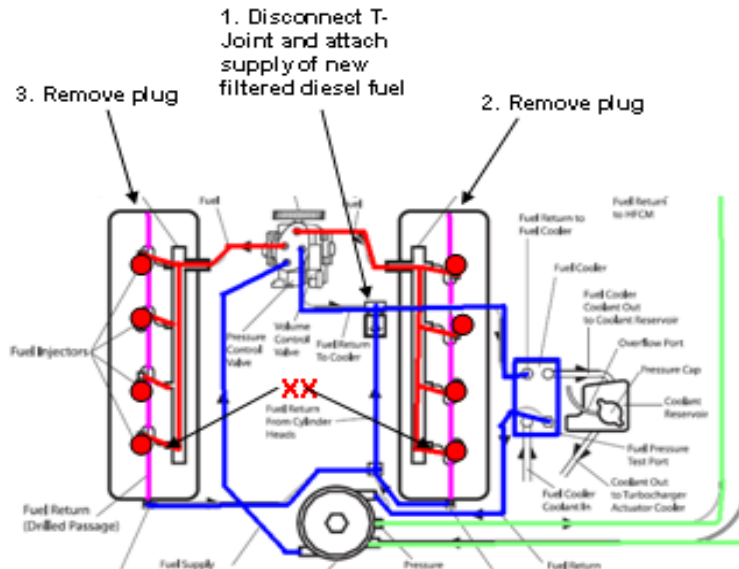 1. Disconnect T-
Joint and attach
supply of new
filtered diesel fuel
3. Remove plug
2. Remove plug
Fuel
Fuel Return
to HFCM
Fuel Return to
Fuel Cooler
Fuel Cooler
Fuel Cooler
Coolant Out
to Coolant Reservoir
Overflow Port
Pressure Cap
Coolant
Reservoir
Fuel Pressure
Test Port
Coolant Out
to Turbocharger
Actuator Cooler
Fuel Cooler
Coolant In
Pressure
Control
Valve
Volume
Control
Valve
Fuel Return
To Cooler
Fuel Injectors
XX
Fuel Return
From Cylinder
Heads
Fuel Return
(Drilled Passage)
Fuel Supply
Pressure
Fuel Return